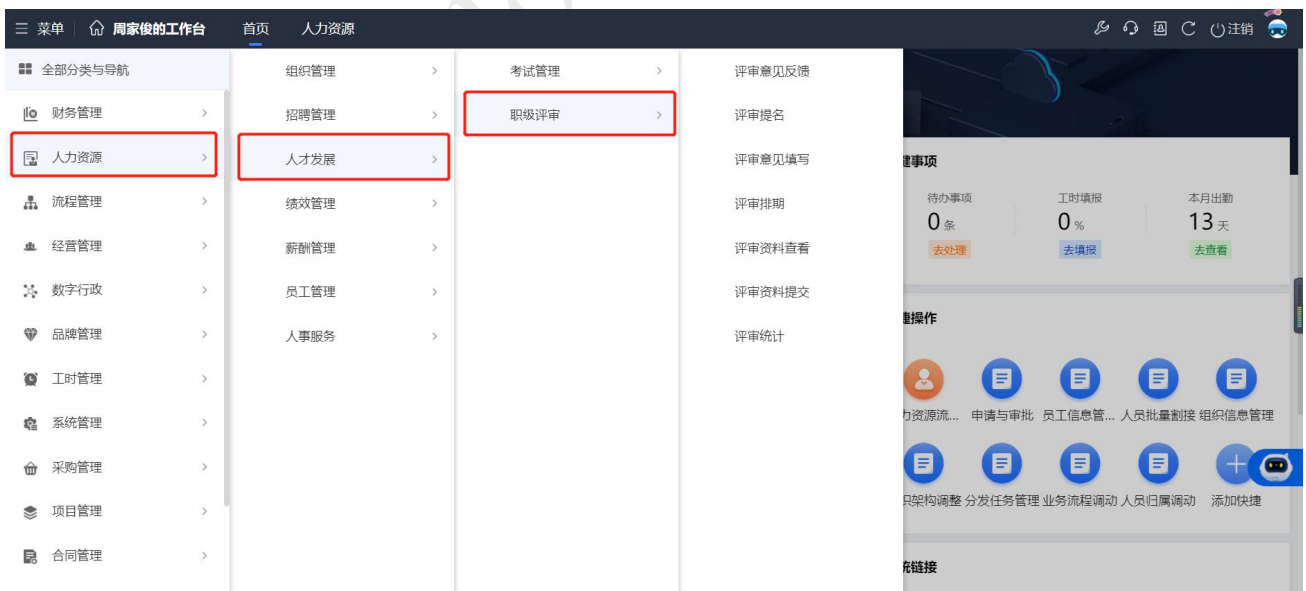 菜单 周家俊的工作台 首页 人力资源 注销
全部分类与导航
财务管理
人力资源
流程管理
经营管理
数字行政
品牌管理
工时管理
系统管理
采购管理
项目管理
合同管理
组织管理
招聘管理
人才发展
绩效管理
薪酬管理
员工管理
人事服务
考试管理
职级评审
评审意见反馈
评审提名
评审意见填写
评审排期
评审资料查看
评审资料提交
评审统计
事项
待办事项 工时填报 本月出勤
0 条 0 % 13 天
去处理 去填报 去查看
操作
力资源流... 申请与审批 员工信息管... 人员批量割接 组织信息管理
架构调整 分发任务管理 业务流程调动 人员归属调动 添加快捷
链接